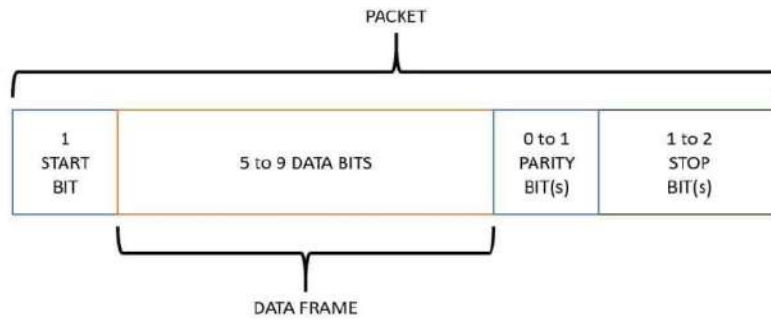 PACKET
1
START
BIT
5 to 9 DATA BITS
0 to 1
PARITY
BIT(s)
1 to 2
STOP
BIT(s)
DATA FRAME